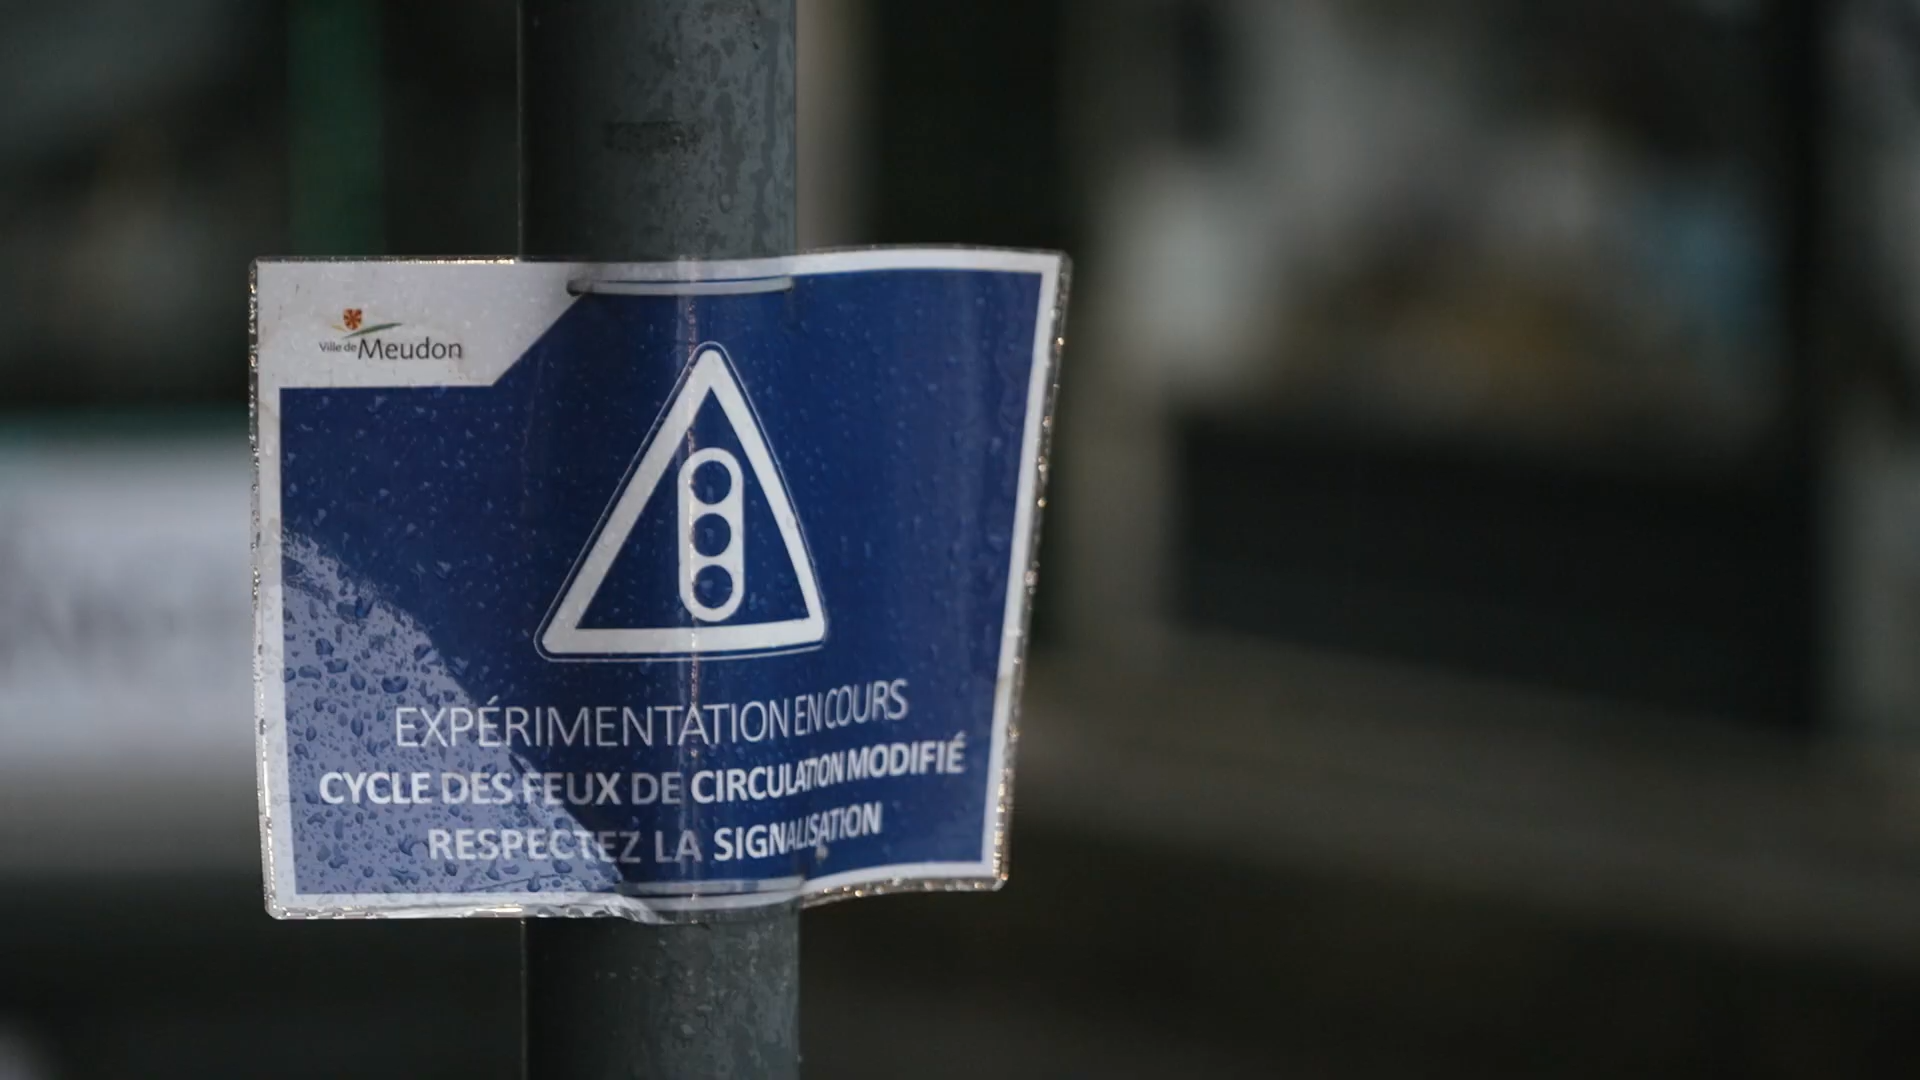 Ville de Meudon
EXPÉRIMENTATION EN COURS
CYCLE DES FEUX DE CIRCULATION MODIFIÉ
RESPECTEZ LA SIGNALISATION